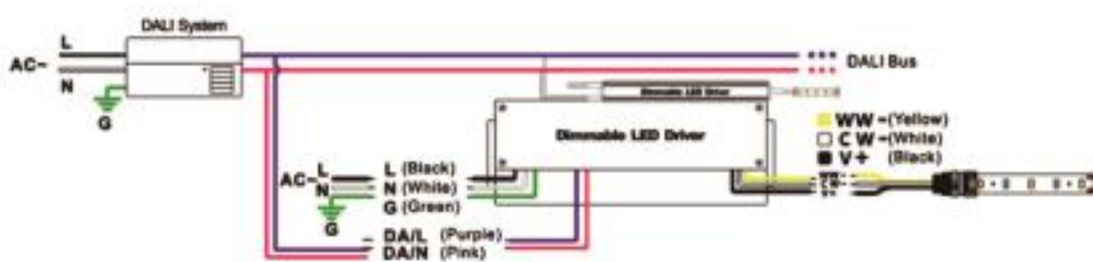 DALI System
L
AC~
N
G
DALI Bus
Dimmable LED Driver
Dimmable LED Driver
WW -(Yellow)
CW -(White)
V+ (Black)
L L (Black)
AC~
N N (White)
G G (Green)
DA/L (Purple)
DA/N (Pink)